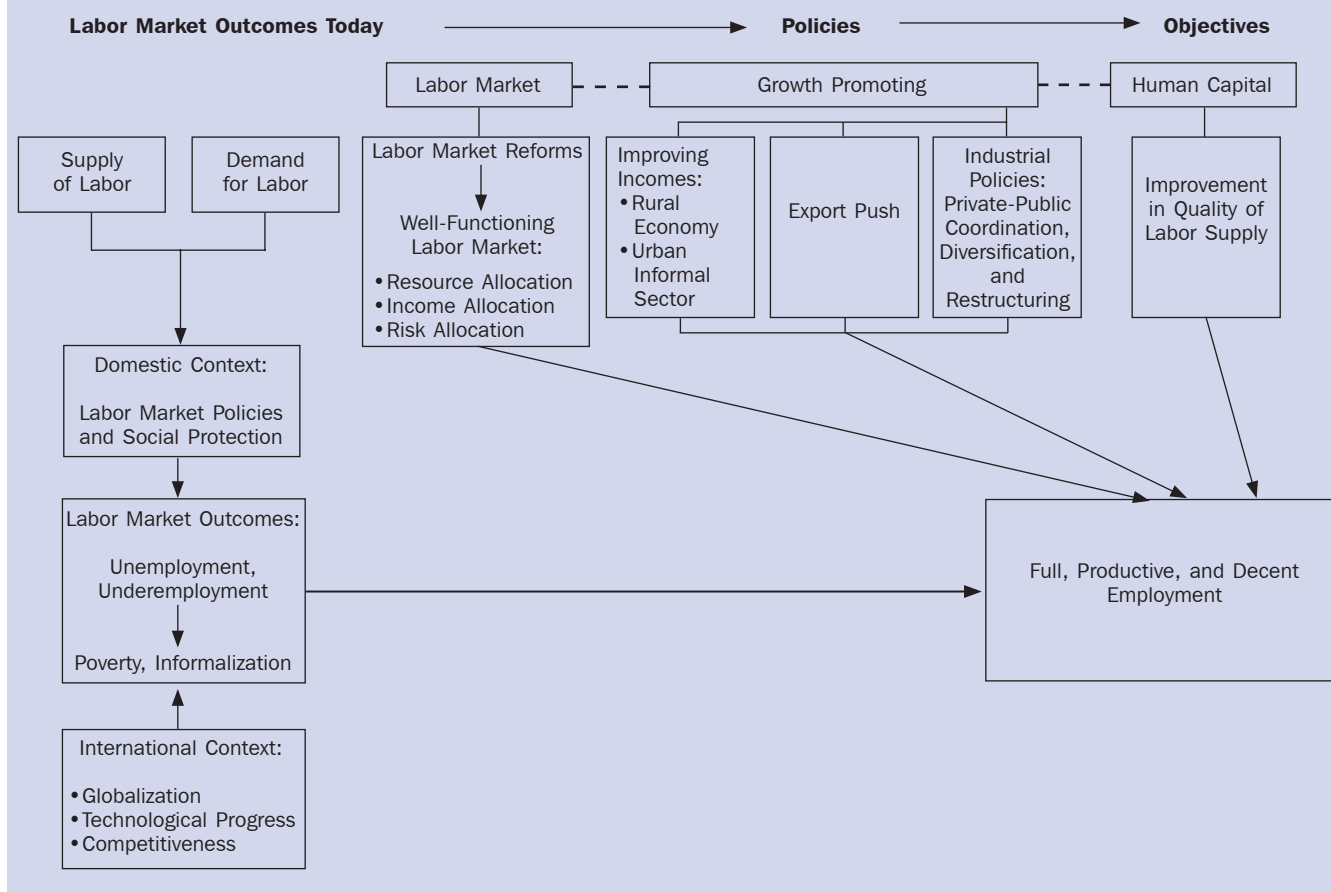 Labor Market Outcomes Today
Policies
Objectives
Labor Market
Growth Promoting
Human Capital
Supply
of Labor
Demand
for Labor
Labor Market Reforms
Well-Functioning
Labor Market:
•Resource Allocation
•Income Allocation
•Risk Allocation
Improving
Incomes:
•Rural
Economy
•Urban
Informal
Sector
Export Push
Industrial
Policies:
Private-Public
Coordination,
Diversification,
and
Restructuring
Improvement
in Quality of
Labor Supply
Domestic Context:
Labor Market Policies
and Social Protection
Labor Market Outcomes:
Unemployment,
Underemployment
Poverty, Informalization
Full, Productive, and Decent
Employment
International Context:
•Globalization
•Technological Progress
•Competitiveness